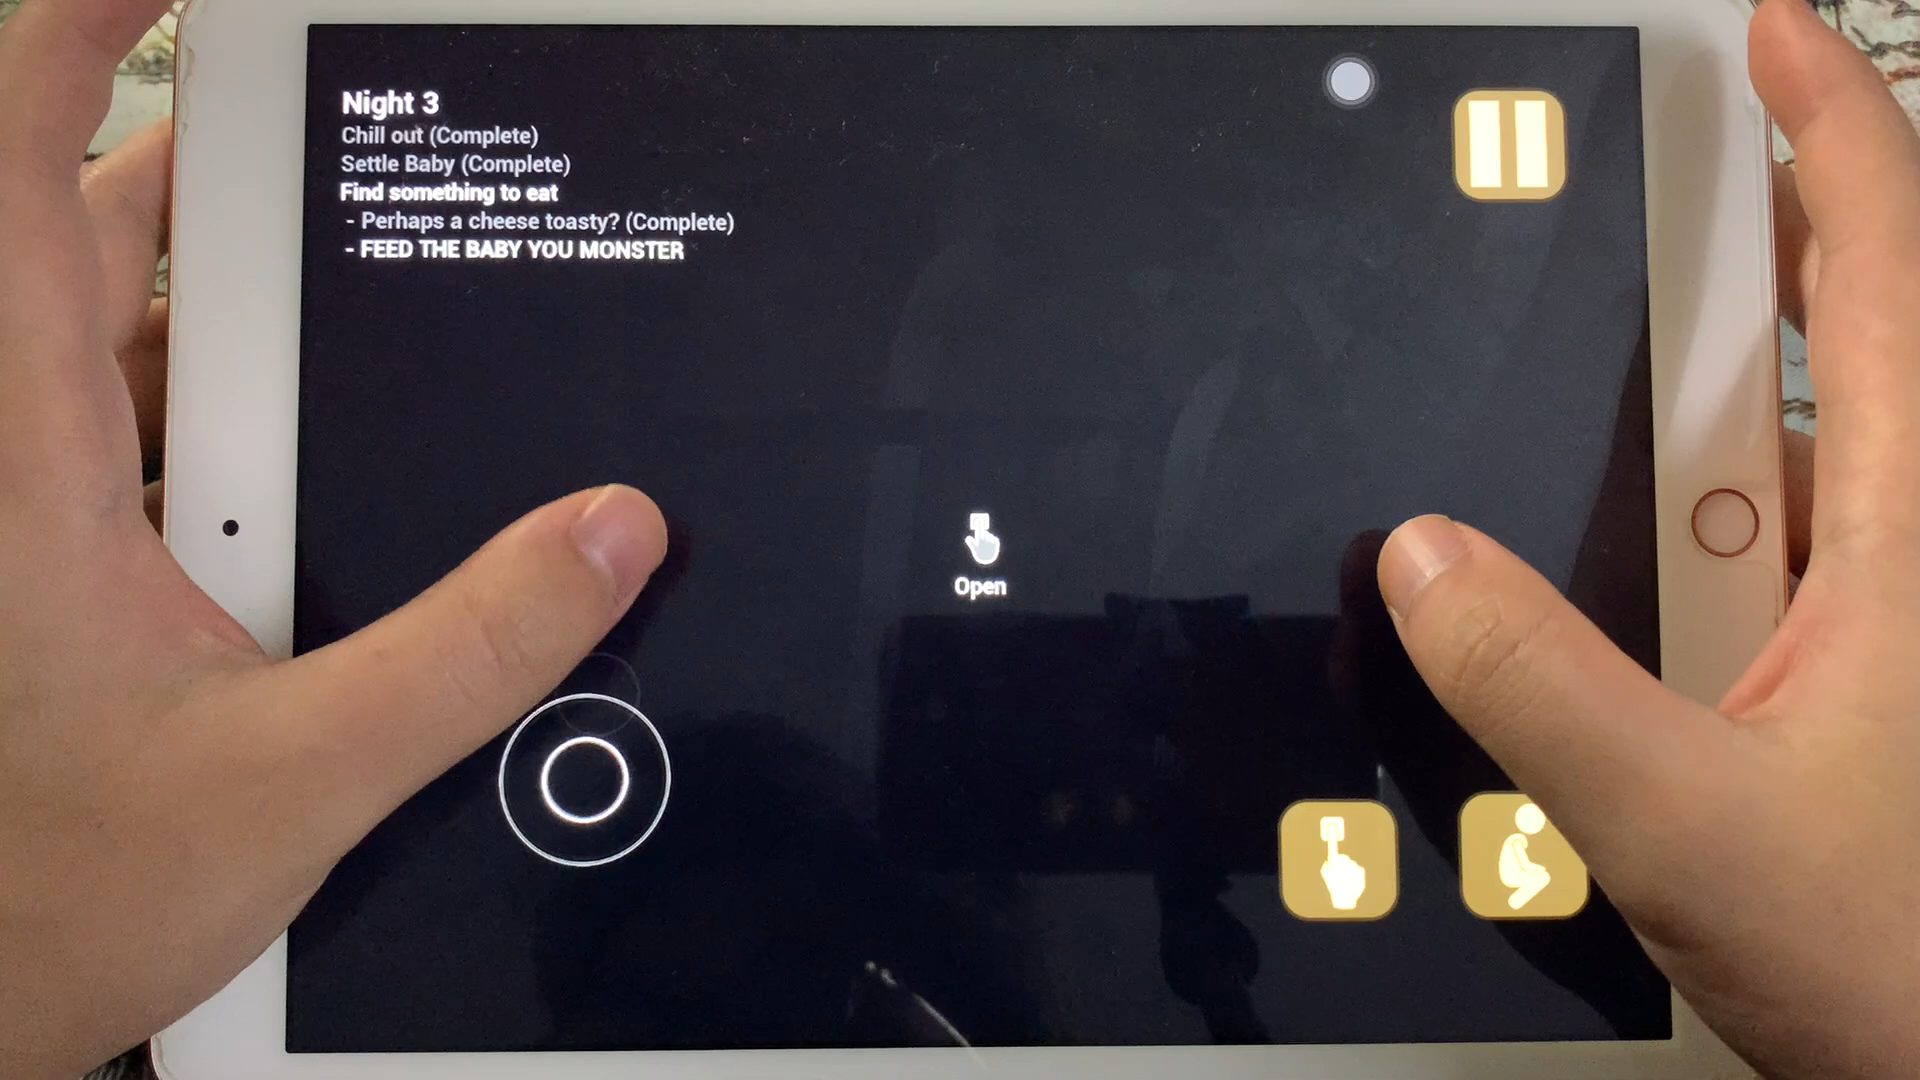 Night 3
Chill out (Complete)
Settle Baby (Complete)
Find something to eat
- Perhaps a cheese toasty? (Complete)
- FEED THE BABY YOU MONSTER
Open